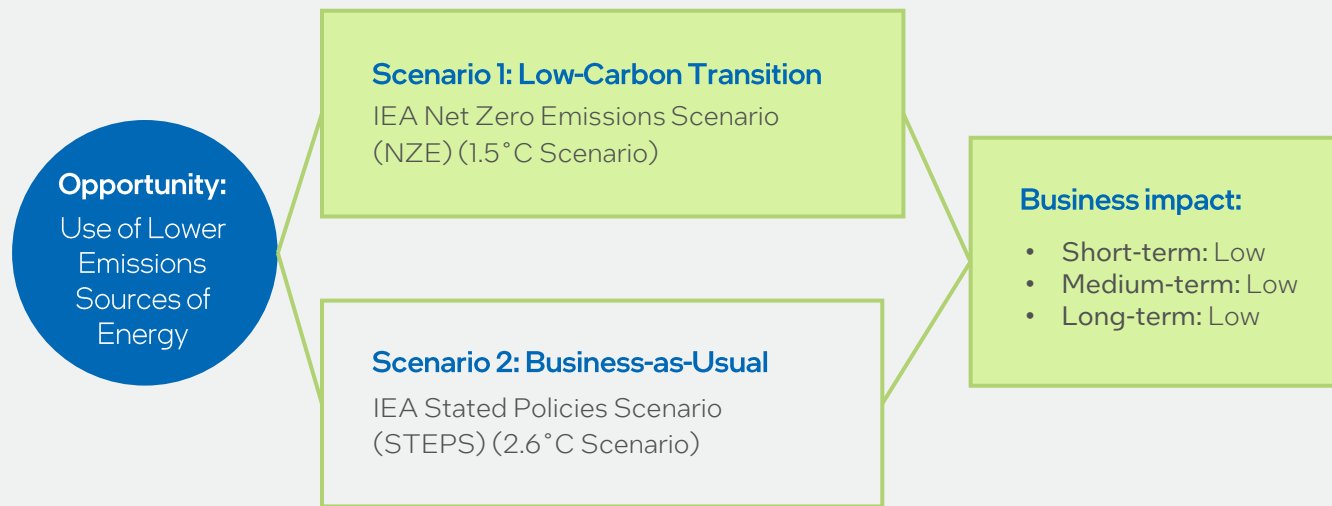 Opportunity:
Use of Lower
Emissions
Sources of
Energy
Scenario 1: Low-Carbon Transition
IEA Net Zero Emissions Scenario
(NZE) (1.5˚C Scenario)
Scenario 2: Business-as-Usual
IEA Stated Policies Scenario
(STEPS) (2.6˚C Scenario)
Business impact:
• Short-term: Low
• Medium-term: Low
• Long-term: Low